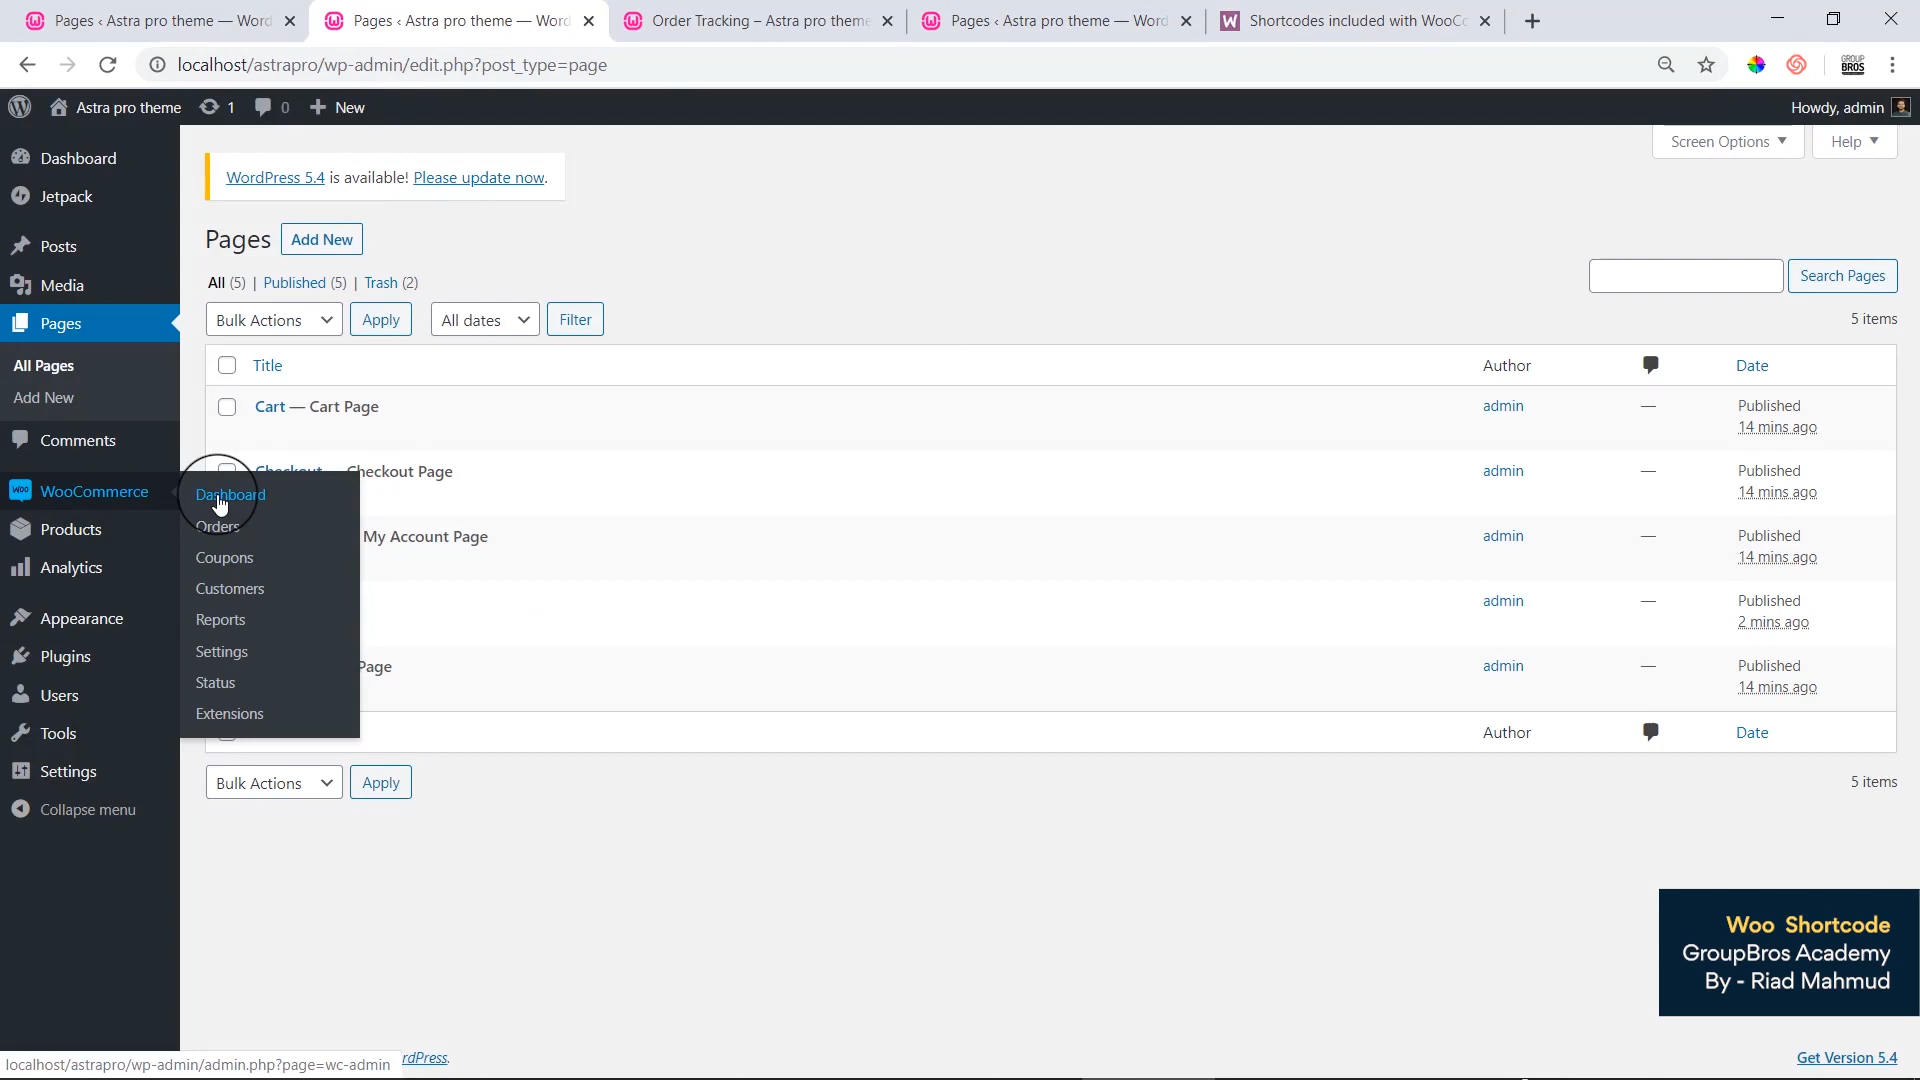 Pages ‹ Astra pro theme — Word
Pages ‹ Astra pro theme — Word
Order Tracking – Astra pro theme
Pages ‹ Astra pro theme — Word
Shortcodes included with WooCo
localhost/astrapro/wp-admin/edit.php?post_type=page
GROUP BROS
Astra pro theme
1
0
New
Howdy, admin
Screen Options
Help
Dashboard
Jetpack
Posts
Media
Pages
All Pages
Add New
Comments
WooCommerce
Products
Analytics
Appearance
Plugins
Users
Tools
Settings
Collapse menu
Dashboard
Orders
Coupons
Customers
Reports
Settings
Status
Extensions
WordPress 5.4 is available! Please update now.
Pages Add New
All (5) | Published (5) | Trash (2)
Search Pages
Bulk Actions Apply All dates Filter
5 items
Title Author Date
Cart — Cart Page admin — Published
14 mins ago
Checkout — Checkout Page admin — Published
14 mins ago
My Account Page admin — Published
14 mins ago
admin — Published
2 mins ago
Page admin — Published
14 mins ago
Author Date
Bulk Actions Apply
5 items
Woo Shortcode
GroupBros Academy
By - Riad Mahmud
localhost/astrapro/wp-admin/admin.php?page=wc-admin
rdPress.
Get Version 5.4